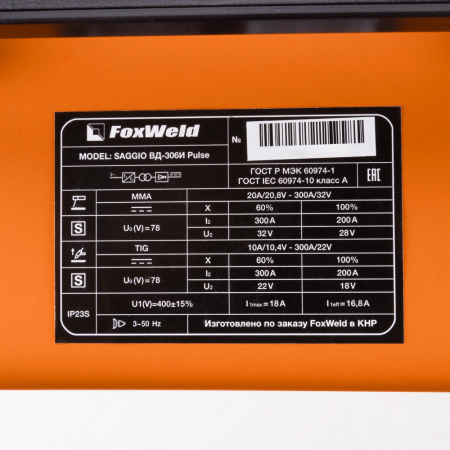 FoxWeld
№
MODEL: SAGGIO ВД-306И Pulse
ГОСТ Р МЭК 60974-1
ГОСТ IEC 60974-10 класс А
EAC
MMA 20A/20,8V - 300A/32V
X 60% 100%
S U₀(V)=78 I₂ 300A 200A
U₂ 32V 28V
TIG 10A/10,4V - 300A/22V
X 60% 100%
S U₀(V)=78 I₂ 300A 200A
U₂ 22V 18V
IP23S U1(V)=400±15% I1max=18A I1eff=16,8A
3~50 Hz Изготовлено по заказу FoxWeld в КНР